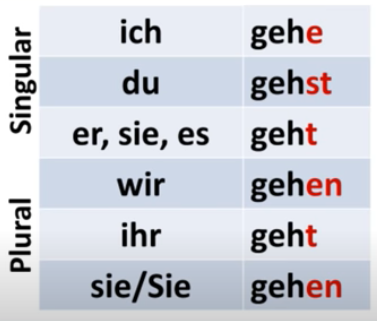 Singular
ich gehe
du gehst
er, sie, es geht
Plural
wir gehen
ihr geht
sie/Sie gehen